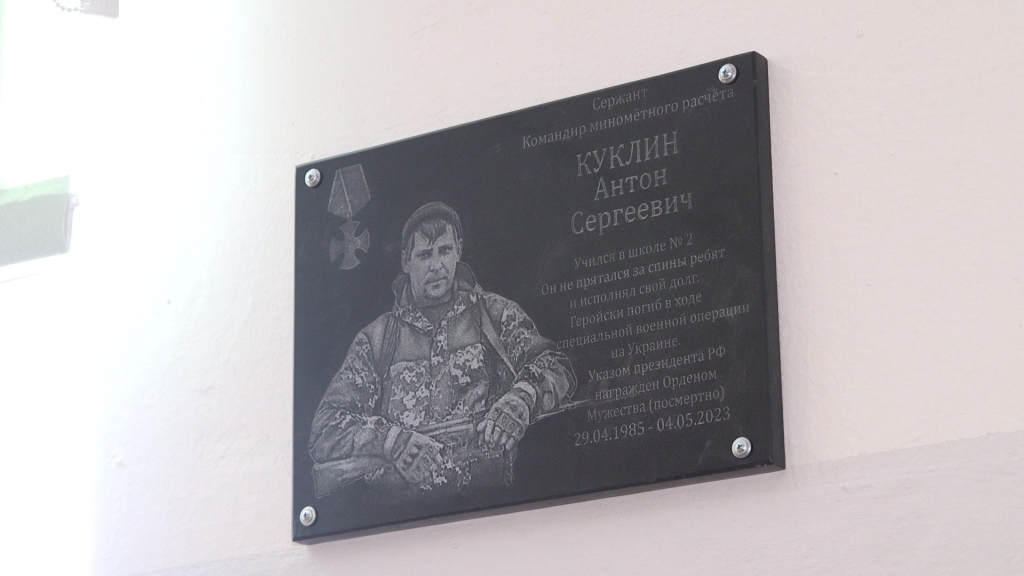 Сержант
Командир миномётного расчёта
КУКЛИН
Антон
Сергеевич
Учился в школе № 2
Он не прятался за спины ребят
и исполнял свой долг.
Геройски погиб в ходе
специальной военной операции
на Украине.
Указом президента РФ
награжден Орденом
Мужества (посмертно)
29.04.1985 - 04.05.2023